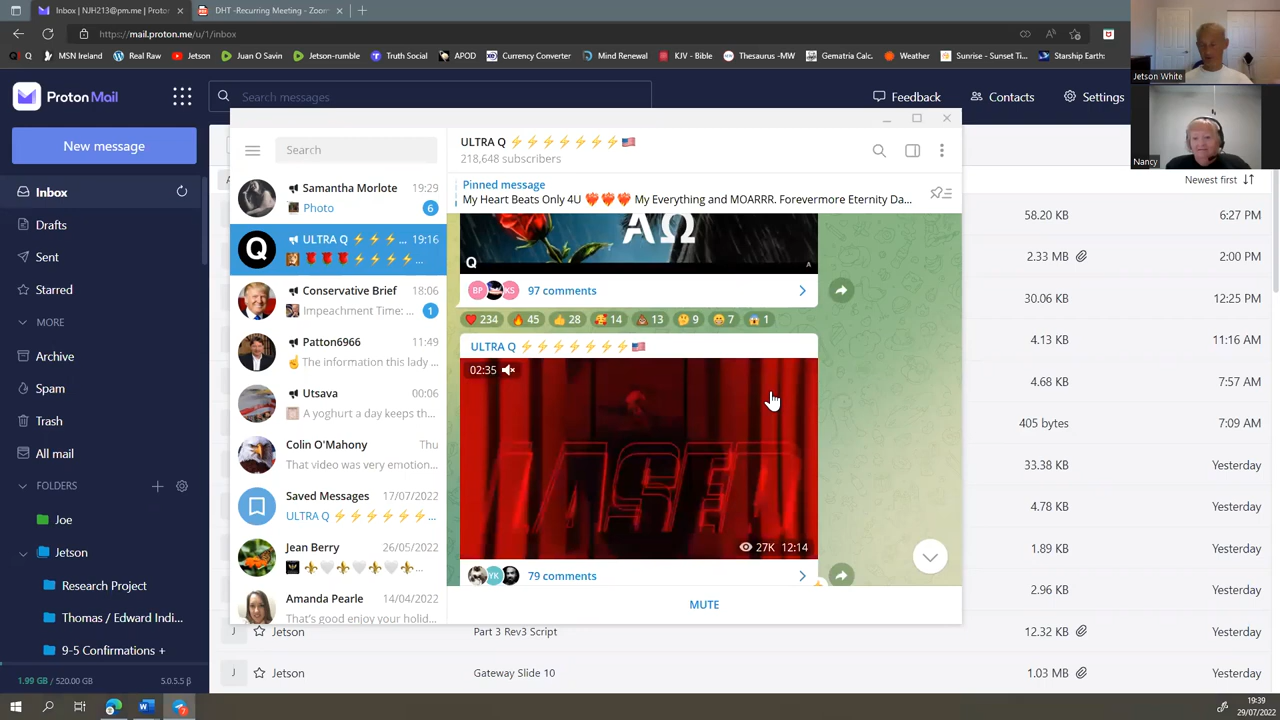 Inbox | NJH213@pm.me | Proton
DHT -Recurring Meeting - Zoom
https://mail.proton.me/u/1/inbox
Q
MSN Ireland
Real Raw
Jetson
Juan O Savin
Jetson-rumble
Truth Social
APOD
Currency Converter
Mind Renewal
KJV - Bible
Thesaurus -MW
Gematria Calc.
Weather
Sunrise - Sunset Ti...
Starship Earth:
Jetson White
Nancy
Proton Mail
Search messages
Feedback
Contacts
Settings
New message
Inbox
Drafts
Sent
Starred
MORE
Archive
Spam
Trash
All mail
FOLDERS
Joe
Jetson
Research Project
Thomas / Edward Indi...
9-5 Confirmations +
1.99 GB / 520.00 GB
5.0.5.5
Search
Samantha Morlote 19:29
Photo 6
ULTRA Q ⚡⚡⚡... 19:16
🌹🌹🌹⚡⚡⚡⚡...
Conservative Brief 18:06
Impeachment Time: ... 1
Patton6966 11:49
☝️The information this lady ...
Utsava 00:06
A yoghurt a day keeps th...
Colin O'Mahony Thu
That video was very emotion...
Saved Messages 17/07/2022
ULTRA Q ⚡⚡⚡⚡⚡⚡...
Jean Berry 26/05/2022
Amanda Pearle 14/04/2022
That's good enjoy your holid...
ULTRA Q ⚡⚡⚡⚡⚡⚡⚡🇺🇸
218,648 subscribers
Pinned message
My Heart Beats Only 4U ❤️‍🔥❤️‍🔥❤️‍🔥 My Everything and MOARRR. Forevermore Eternity Da...
ΑΩ
Q
BP KS 97 comments
❤️ 234 🔥 45 👍 28 🥰 14 💩 13 🤔 9 😁 7 😱 1
ULTRA Q ⚡⚡⚡⚡⚡⚡⚡🇺🇸
02:35
LASER
27K 12:14
YK 79 comments
MUTE
Newest first
58.20 KB 6:27 PM
2.33 MB 2:00 PM
30.06 KB 12:25 PM
4.13 KB 11:16 AM
4.68 KB 7:57 AM
405 bytes 7:09 AM
33.38 KB Yesterday
4.78 KB Yesterday
1.89 KB Yesterday
2.96 KB Yesterday
J Jetson Part 3 Rev3 Script 12.32 KB Yesterday
J Jetson Gateway Slide 10 1.03 MB Yesterday
19:39
29/07/2022